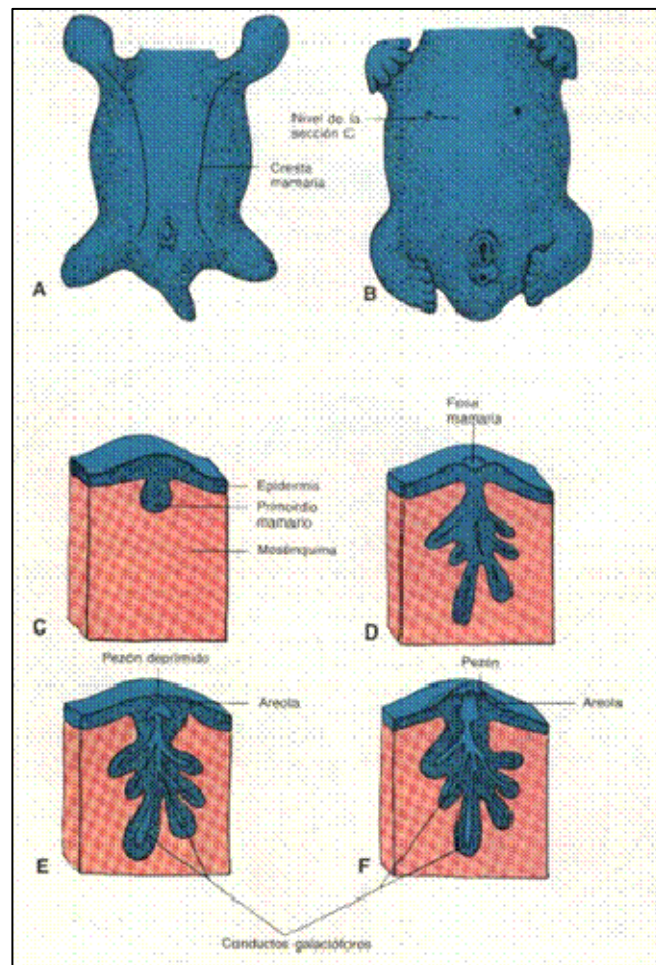 Nivel de la
sección C
Cresta
mamaria
A
B
Fosa
mamaria
Epidermis
Primordio
mamario
Mesénquima
C
D
Pezón deprimido
Areola
Pezón
Areola
E
F
Conductos galactóforos